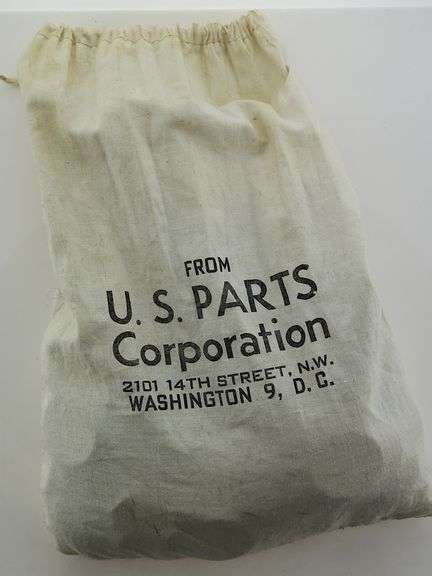 FROM
U. S. PARTS
Corporation
2101 14TH STREET, N.W.
WASHINGTON 9, D. C.